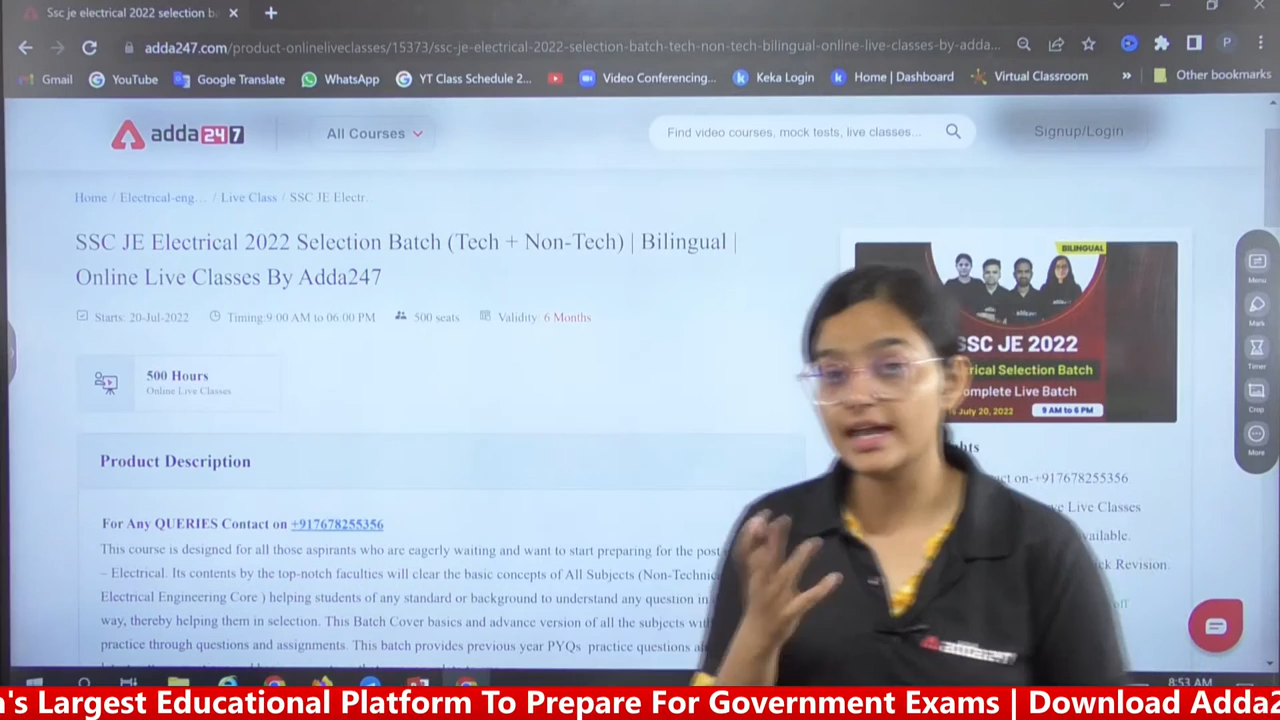 Ssc je electrical 2022 selection b
adda247.com/product-onlineliveclasses/15373/ssc-je-electrical-2022-selection-batch-tech-non-tech-bilingual-online-live-classes-by-adda...
Gmail YouTube Google Translate WhatsApp YT Class Schedule 2... Video Conferencing... Keka Login Home | Dashboard Virtual Classroom » Other bookmarks
adda247 All Courses Find video courses, mock tests, live classes... Signup/Login
Home / Electrical-eng... / Live Class / SSC JE Electr.
SSC JE Electrical 2022 Selection Batch (Tech + Non-Tech) | Bilingual |
Online Live Classes By Adda247
Starts: 20-Jul-2022 Timing:9:00 AM to 06:00 PM 500 seats Validity: 6 Months
500 Hours
Online Live Classes
BILINGUAL
SSC JE 2022
rical Selection Batch
omplete Live Batch
July 20, 2022 9 AM to 6 PM
Product Description
For Any QUERIES Contact on +917678255356
This course is designed for all those aspirants who are eagerly waiting and want to start preparing for the post
– Electrical. Its contents by the top-notch faculties will clear the basic concepts of All Subjects (Non-Technic
Electrical Engineering Core ) helping students of any standard or background to understand any question in
way, thereby helping them in selection. This Batch Cover basics and advance version of all the subjects wit
practice through questions and assignments. This batch provides previous year PYQs practice questions al
hts
ct on-+917678255356
e Live Classes
vailable.
ck Revision.
off
Menu
Mark
Timer
Crop
More
8:53 AM
's Largest Educational Platform To Prepare For Government Exams | Download Adda2